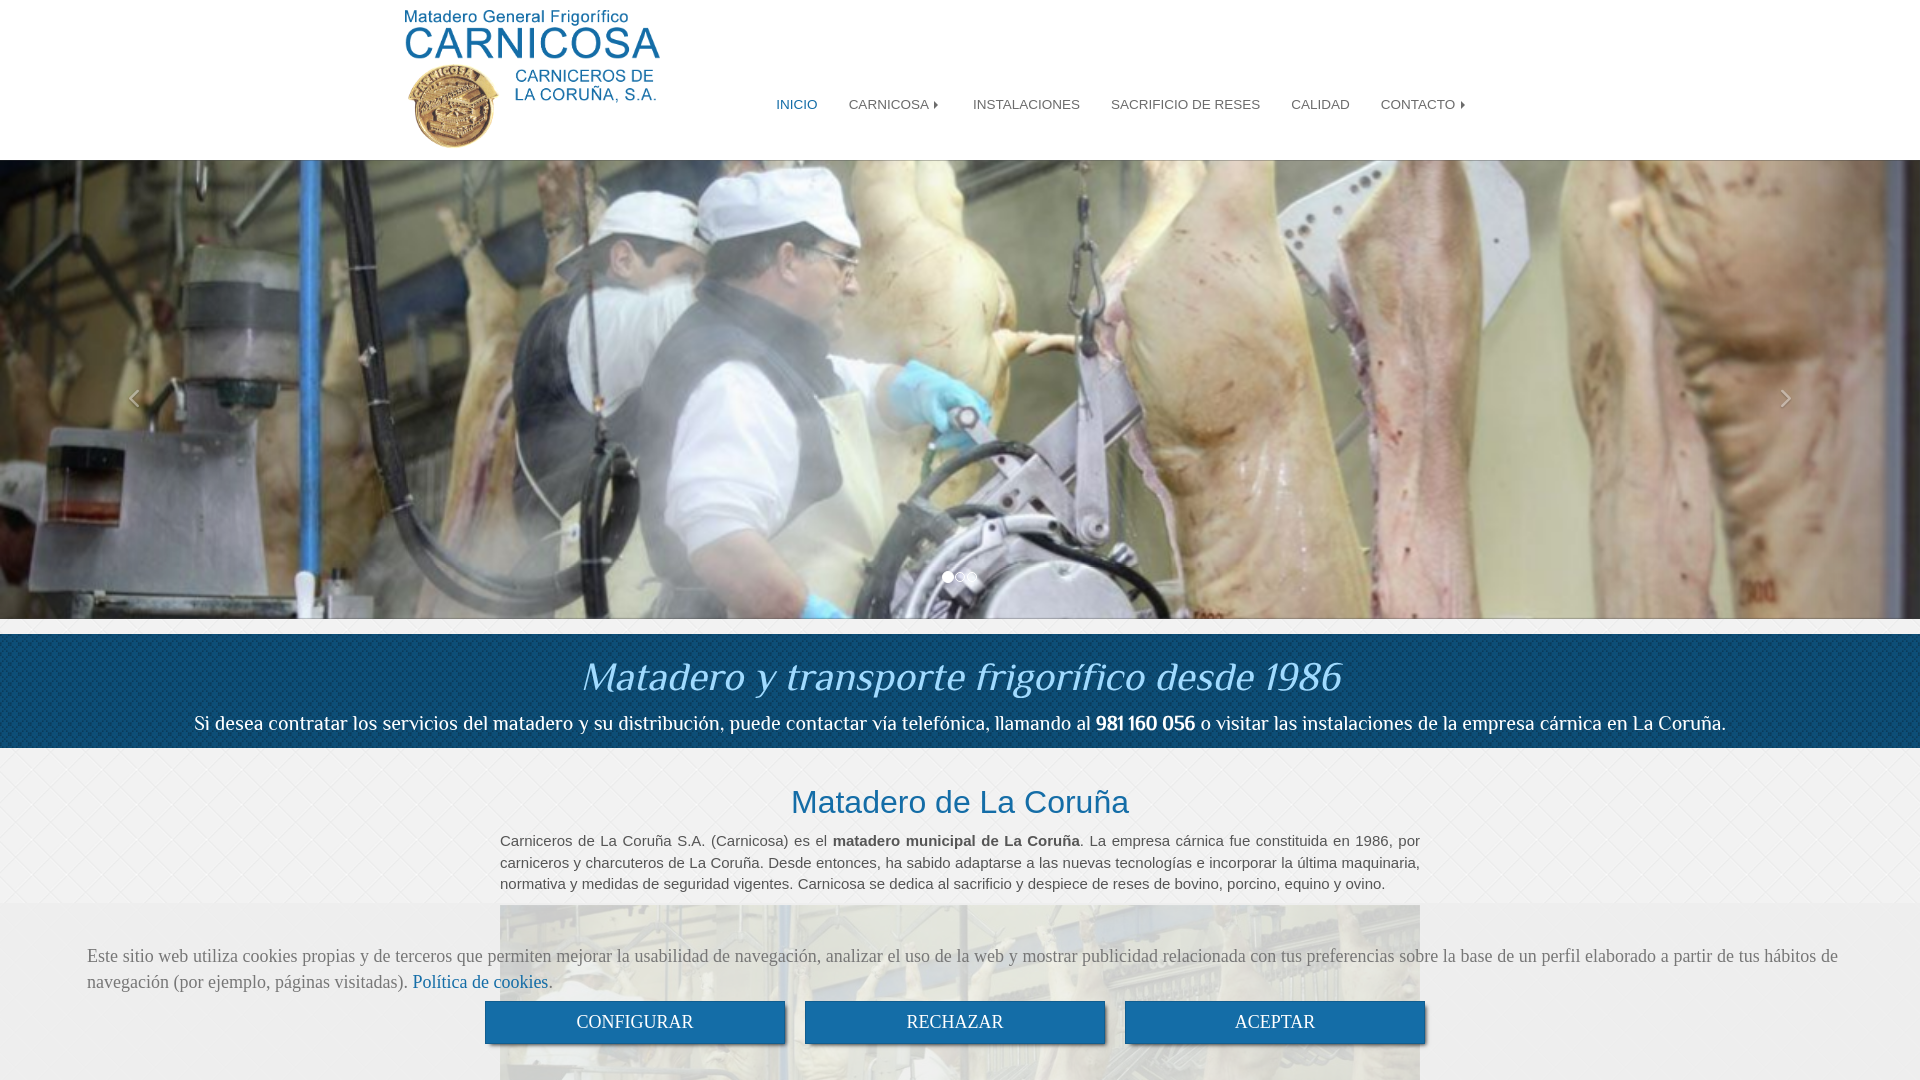 Matadero General Frigorífico
CARNICOSA
CARNICEROS DE
LA CORUÑA, S.A.
CARNICOSA
INICIO
CARNICOSA
INSTALACIONES
SACRIFICIO DE RESES
CALIDAD
CONTACTO
Matadero y transporte frigorífico desde 1986
Si desea contratar los servicios del matadero y su distribución, puede contactar vía telefónica, llamando al 981 160 056 o visitar las instalaciones de la empresa cárnica en La Coruña.
Matadero de La Coruña
Carniceros de La Coruña S.A. (Carnicosa) es el matadero municipal de La Coruña. La empresa cárnica fue constituida en 1986, por
carniceros y charcuteros de La Coruña. Desde entonces, ha sabido adaptarse a las nuevas tecnologías e incorporar la última maquinaria,
normativa y medidas de seguridad vigentes. Carnicosa se dedica al sacrificio y despiece de reses de bovino, porcino, equino y ovino.
Este sitio web utiliza cookies propias y de terceros que permiten mejorar la usabilidad de navegación, analizar el uso de la web y mostrar publicidad relacionada con tus preferencias sobre la base de un perfil elaborado a partir de tus hábitos de
navegación (por ejemplo, páginas visitadas). Política de cookies.
CONFIGURAR
RECHAZAR
ACEPTAR